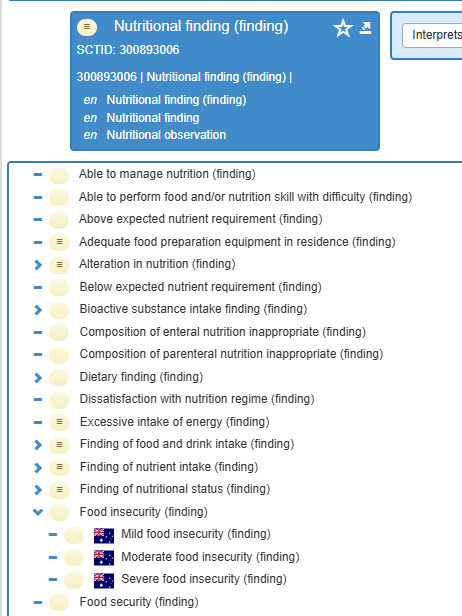 Nutritional finding (finding)
SCTID: 300893006
300893006 | Nutritional finding (finding) |
en Nutritional finding (finding)
en Nutritional finding
en Nutritional observation
Interprets
Able to manage nutrition (finding)
Able to perform food and/or nutrition skill with difficulty (finding)
Above expected nutrient requirement (finding)
Adequate food preparation equipment in residence (finding)
Alteration in nutrition (finding)
Below expected nutrient requirement (finding)
Bioactive substance intake finding (finding)
Composition of enteral nutrition inappropriate (finding)
Composition of parenteral nutrition inappropriate (finding)
Dietary finding (finding)
Dissatisfaction with nutrition regime (finding)
Excessive intake of energy (finding)
Finding of food and drink intake (finding)
Finding of nutrient intake (finding)
Finding of nutritional status (finding)
Food insecurity (finding)
Mild food insecurity (finding)
Moderate food insecurity (finding)
Severe food insecurity (finding)
Food security (finding)